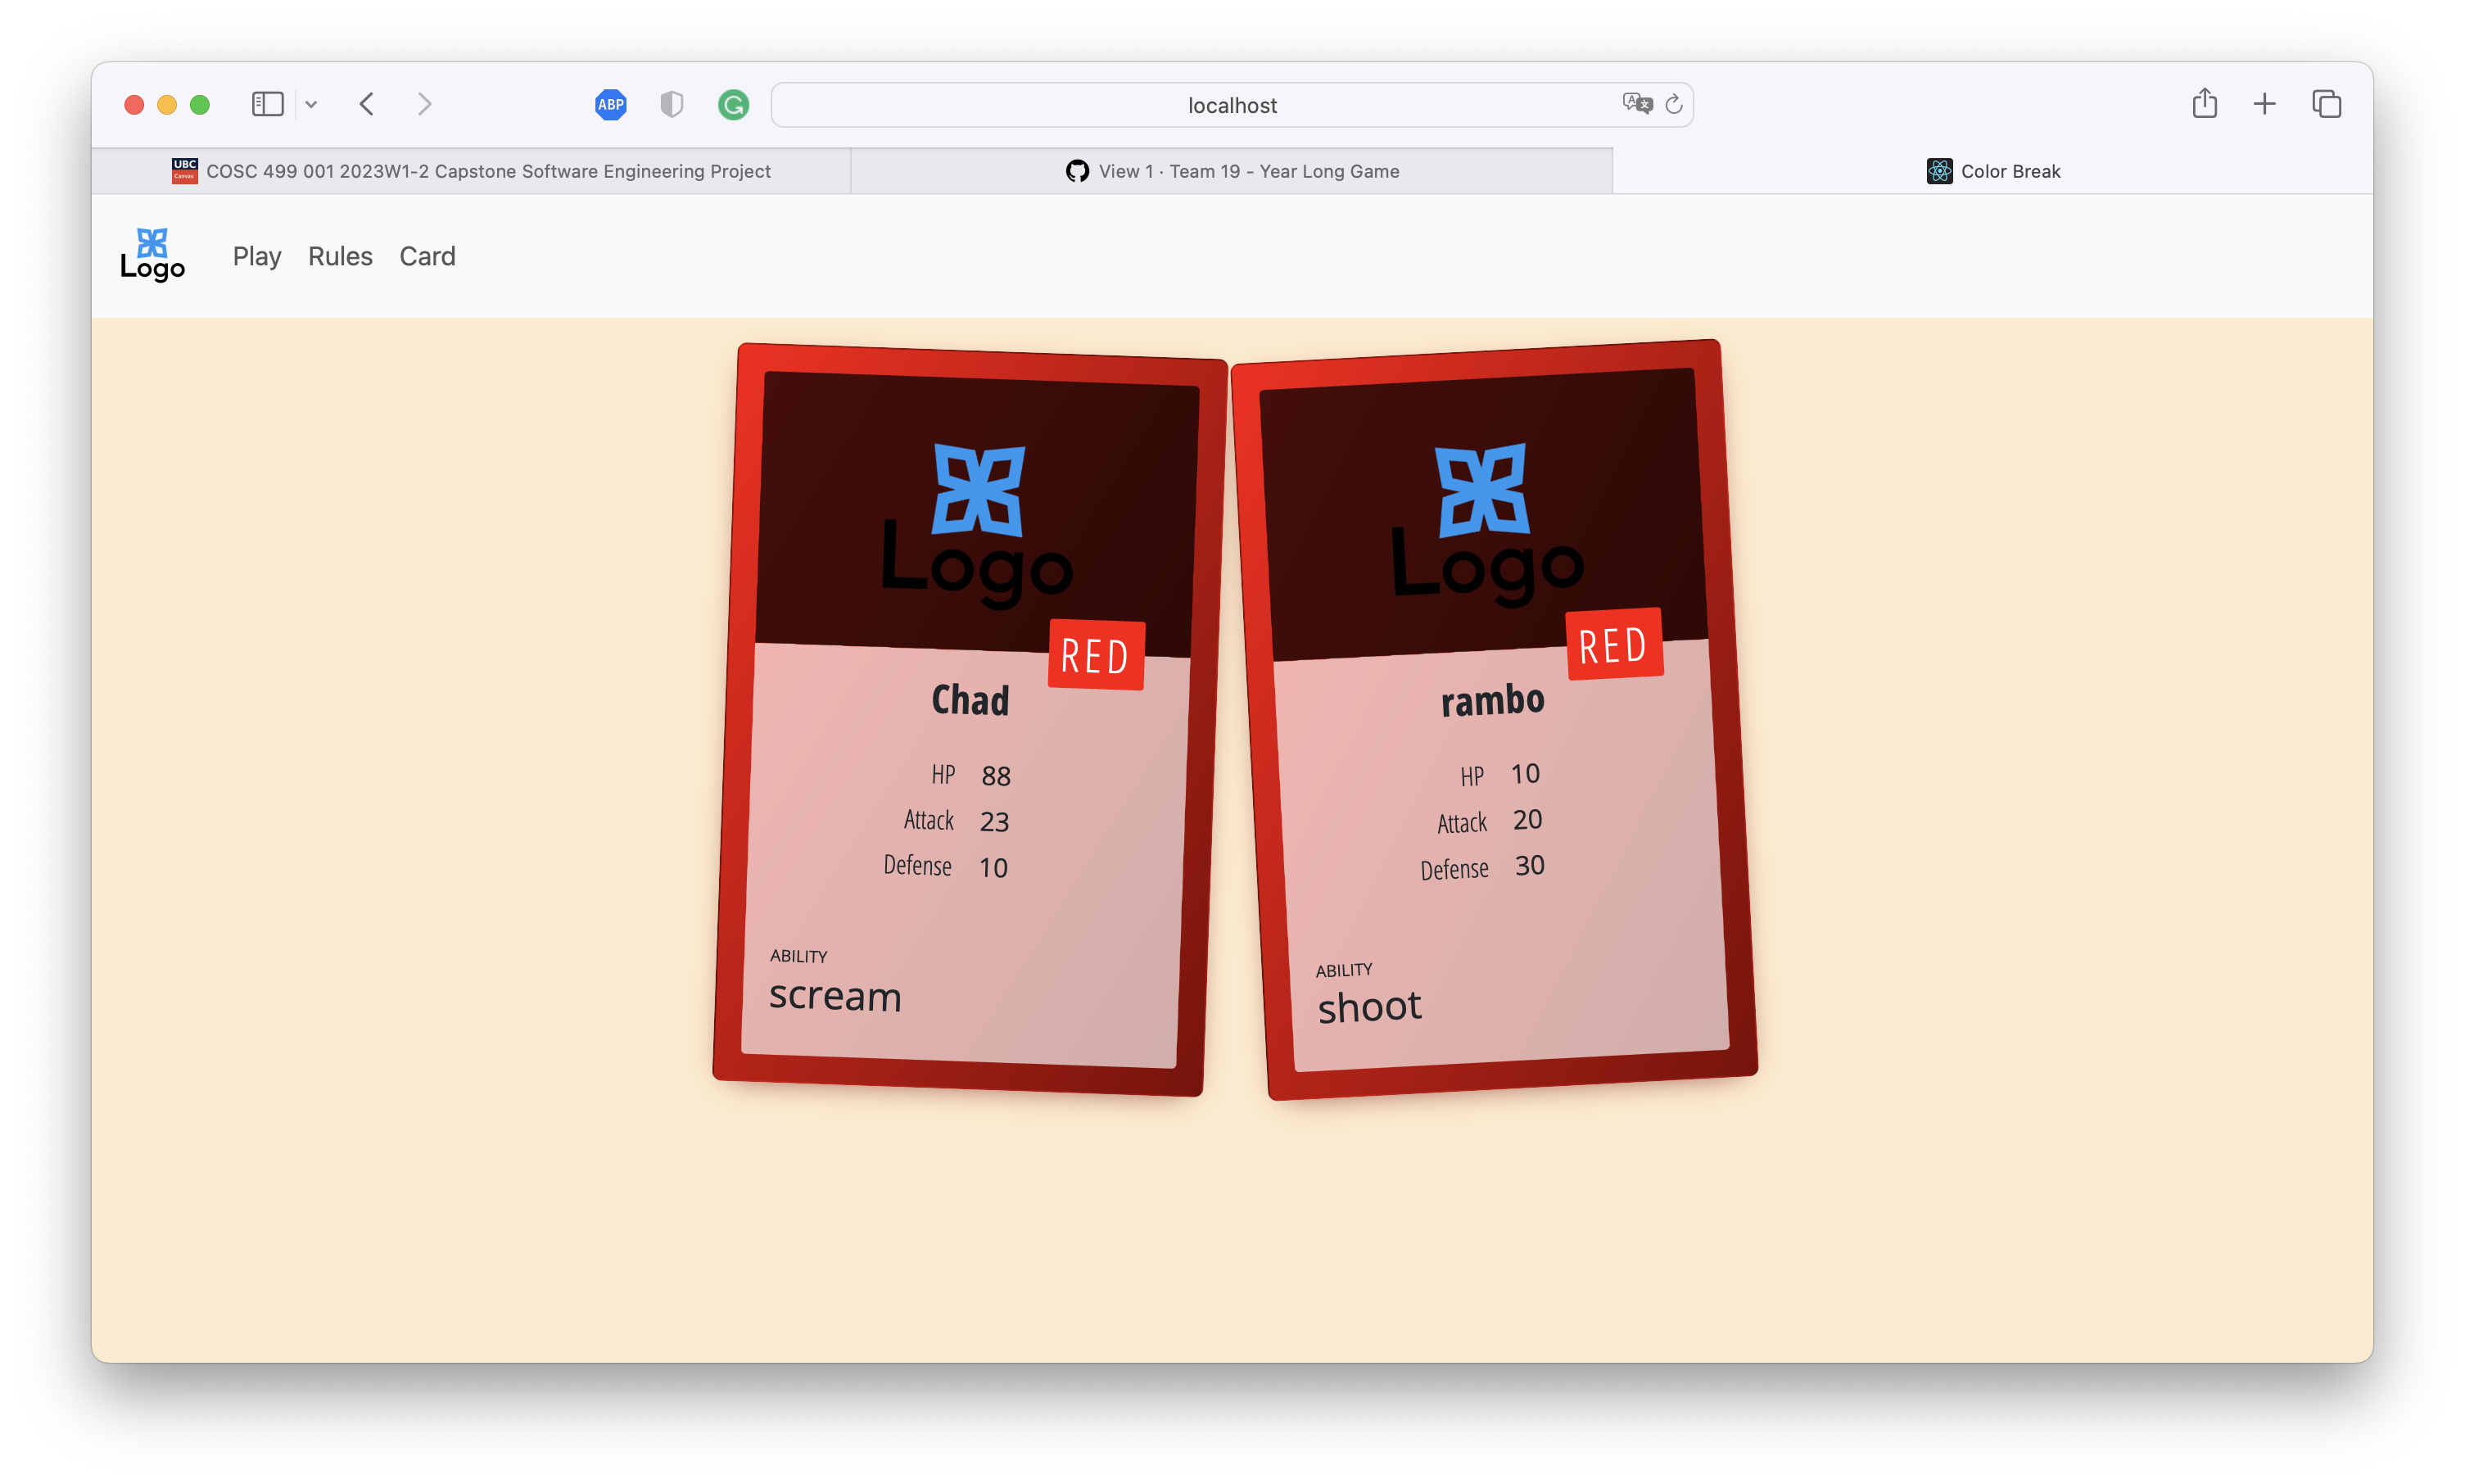 ABP
localhost
UBC
Canvas
COSC 499 001 2023W1-2 Capstone Software Engineering Project
View 1 · Team 19 - Year Long Game
Color Break
Logo
Play Rules Card
Logo
RED
Chad
HP 88
Attack 23
Defense 10
ABILITY
scream
Logo
RED
rambo
HP 10
Attack 20
Defense 30
ABILITY
shoot